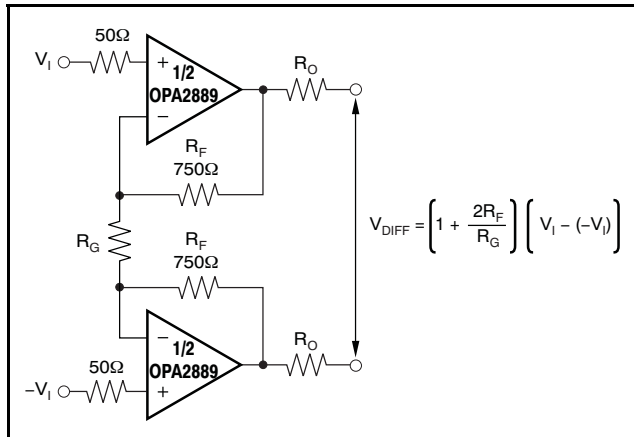 50Ω
V_I
+
1/2
OPA2889
−
R_O
R_F
750Ω
R_G
V_DIFF = (1 + 2R_F / R_G) (V_I – (–V_I))
R_F
750Ω
−
1/2
OPA2889
+
R_O
50Ω
–V_I